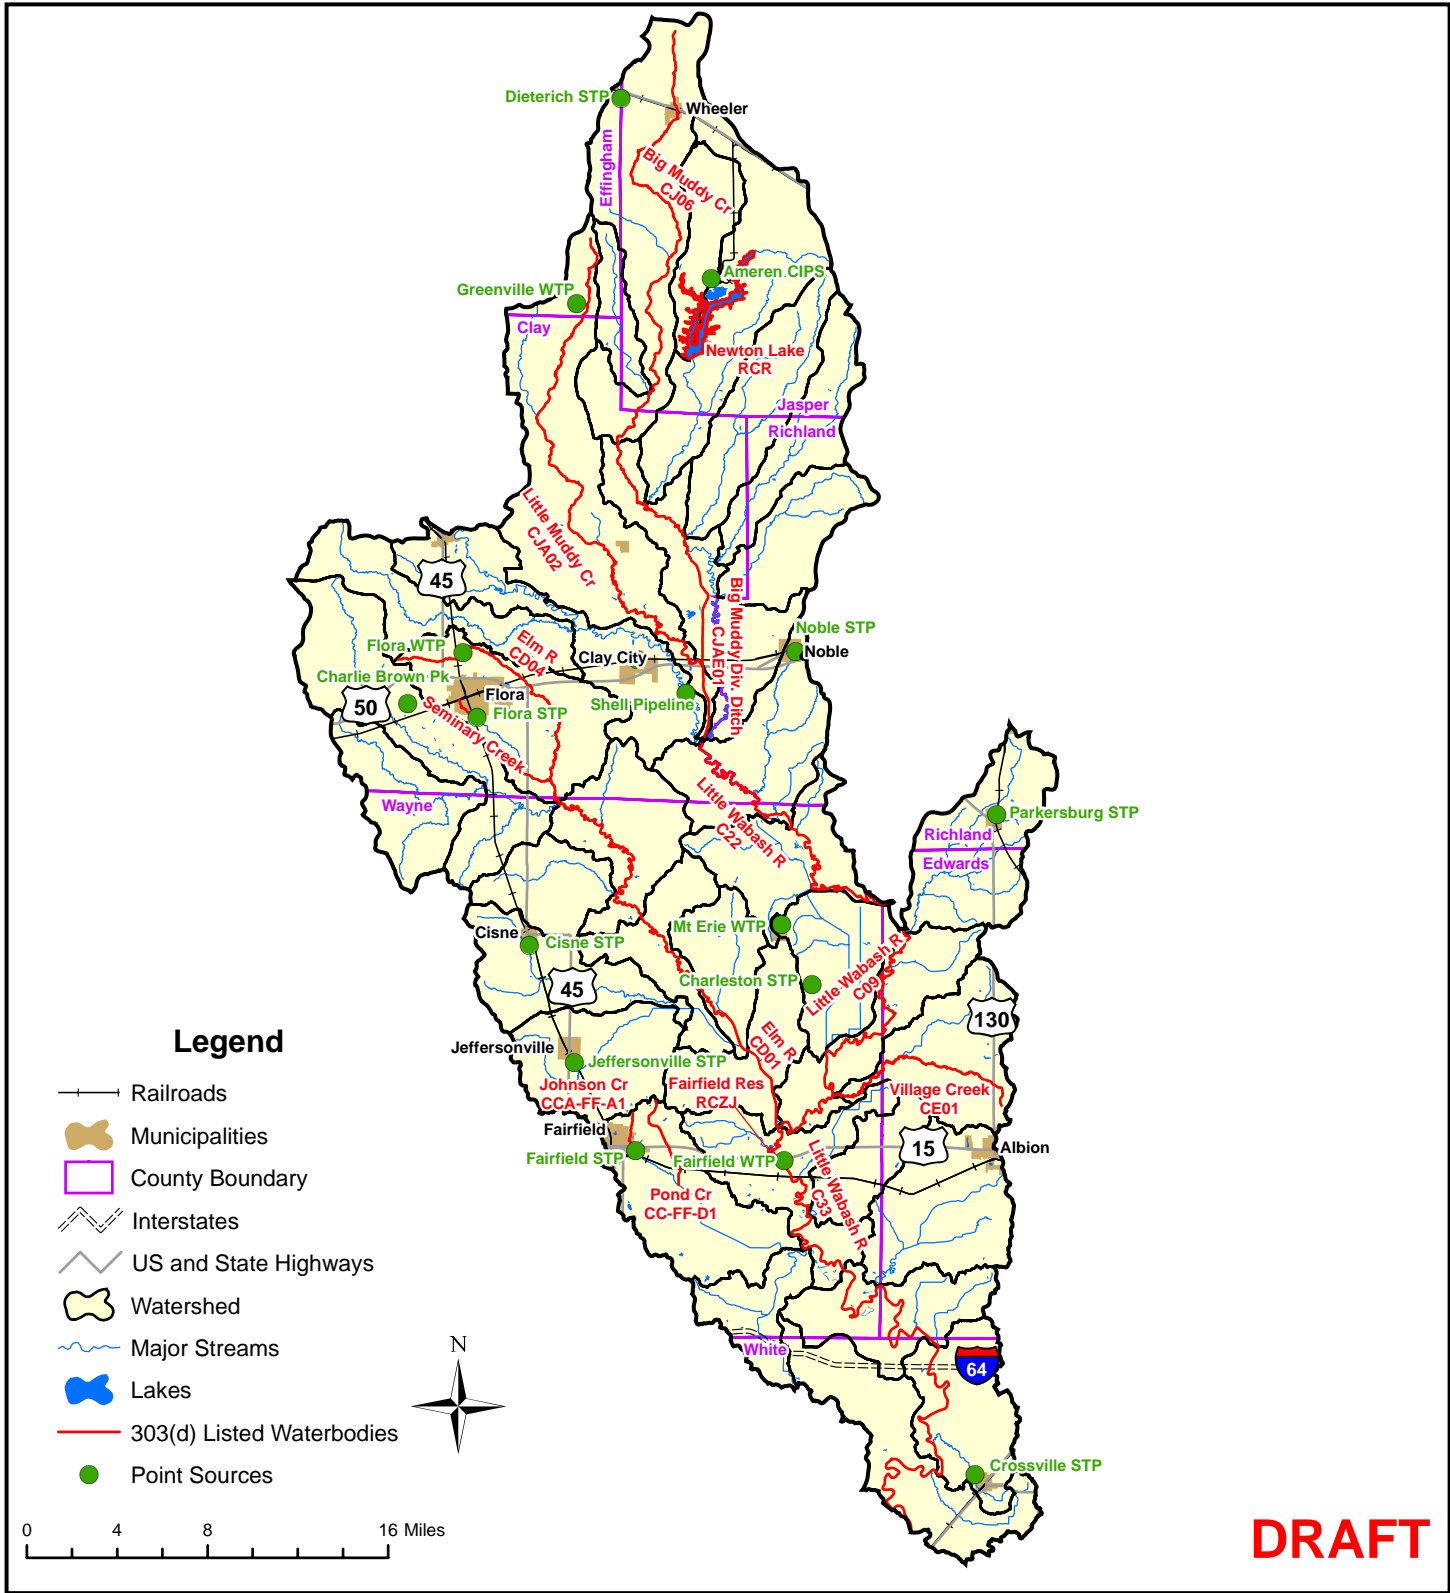 Dieterich STP
Wheeler
Effingham
Big Muddy Cr
CJ06
Ameren CIPS
Greenville WTP
Clay
Newton Lake
RCR
Jasper
Richland
Little Muddy Cr
CJA02
45
Big Muddy Div. Ditch
CJAE01
Noble STP
Noble
Flora WTP
Elm R
CD04
Clay City
Charlie Brown Pk
50
Flora
Shell Pipeline
Flora STP
Seminary Creek
Wayne
Little Wabash R
C22
Parkersburg STP
Richland
Edwards
Mt Erie WTP
Cisne
Cisne STP
Charleston STP
Little Wabash R
C09
45
130
Elm R
CD01
Jeffersonville
Jeffersonville STP
Johnson Cr
CCA-FF-A1
Fairfield Res
RCZJ
Village Creek
CE01
Fairfield
15
Albion
Fairfield STP
Fairfield WTP
Little Wabash R
C33
Pond Cr
CC-FF-D1
White
64
Crossville STP
Legend
Railroads
Municipalities
County Boundary
Interstates
US and State Highways
Watershed
Major Streams
Lakes
303(d) Listed Waterbodies
Point Sources
N
0 4 8 16 Miles
DRAFT